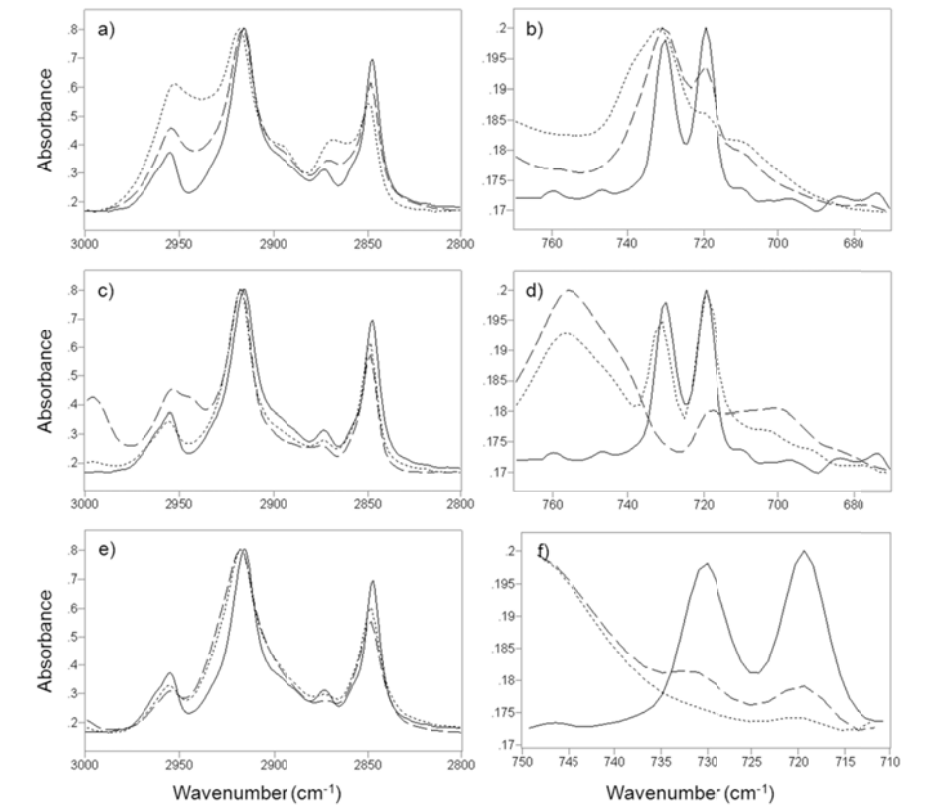 a)
Absorbance
.8
.7
.6
.5
.4
.3
.2
3000 2950 2900 2850 2800
b)
.2
.195
.19
.185
.18
.175
.17
760 740 720 700 680
c)
Absorbance
.8
.7
.6
.5
.4
.3
.2
3000 2950 2900 2850 2800
d)
.2
.195
.19
.185
.18
.175
.17
760 740 720 700 680
e)
Absorbance
.8
.7
.6
.5
.4
.3
.2
3000 2950 2900 2850 2800
Wavenumber (cm-1)
f)
.2
.195
.19
.185
.18
.175
.17
750 745 740 735 730 725 720 715 710
Wavenumber (cm-1)